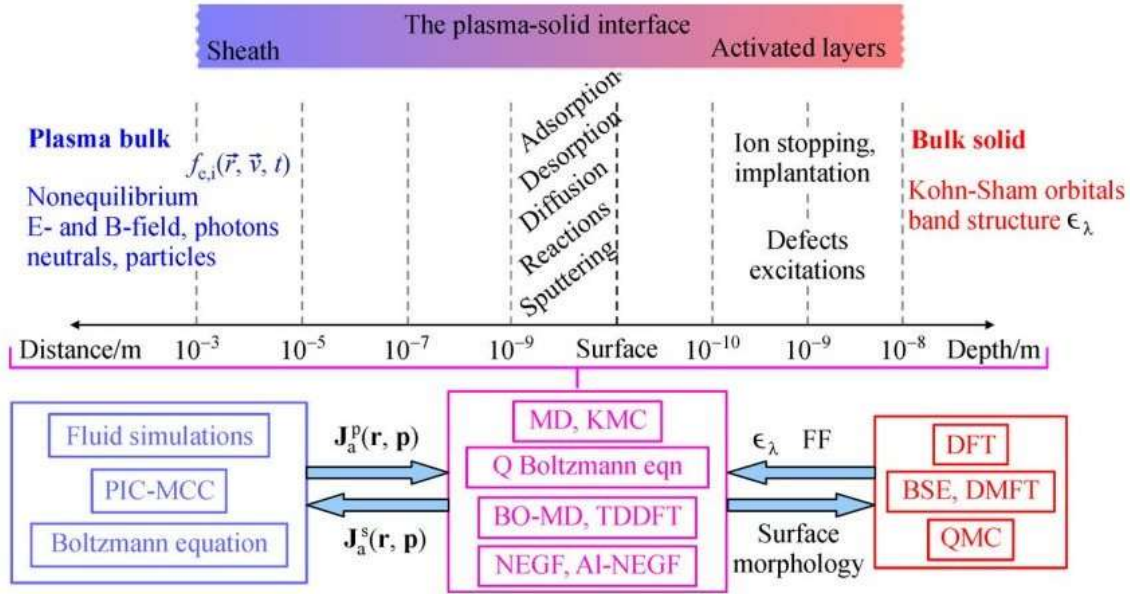 The plasma-solid interface
Sheath
Activated layers
Plasma bulk
f_{e,i}(r⃗, v⃗, t)
Nonequilibrium
E- and B-field, photons
neutrals, particles
Adsorption
Desorption
Diffusion
Reactions
Sputtering
Ion stopping,
implantation
Defects
excitations
Bulk solid
Kohn-Sham orbitals
band structure ϵ_λ
Distance/m 10⁻³ 10⁻⁵ 10⁻⁷ 10⁻⁹ Surface 10⁻¹⁰ 10⁻⁹ 10⁻⁸ Depth/m
Fluid simulations
PIC-MCC
Boltzmann equation
J_a^p(r, p)
J_a^s(r, p)
MD, KMC
Q Boltzmann eqn
BO-MD, TDDFT
NEGF, AI-NEGF
ϵ_λ FF
Surface
morphology
DFT
BSE, DMFT
QMC